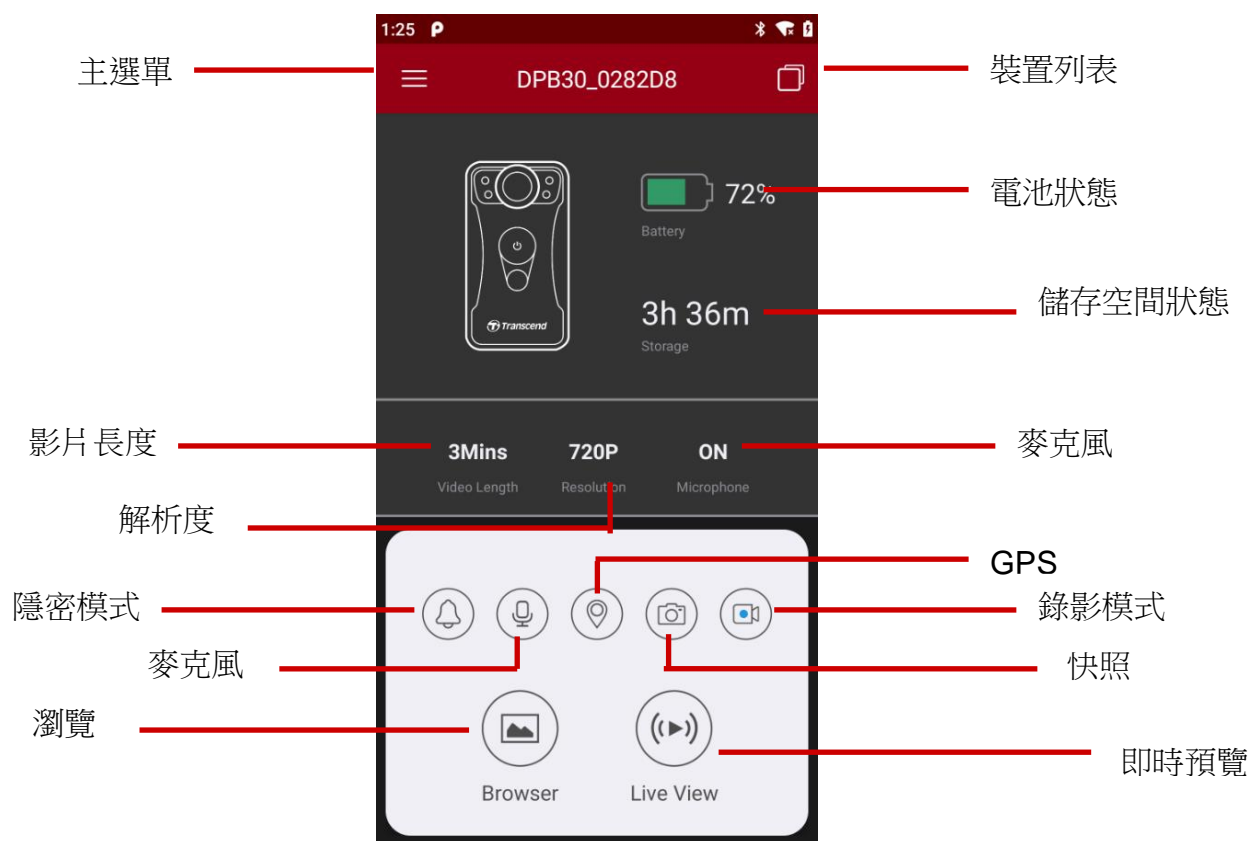 1:25
主選單
DPB30_0282D8
裝置列表
72%
電池狀態
Battery
3h 36m
儲存空間狀態
Storage
Transcend
影片長度
3Mins
720P
ON
麥克風
Video Length
Resolution
Microphone
解析度
GPS
隱密模式
錄影模式
麥克風
快照
瀏覽
即時預覽
Browser
Live View